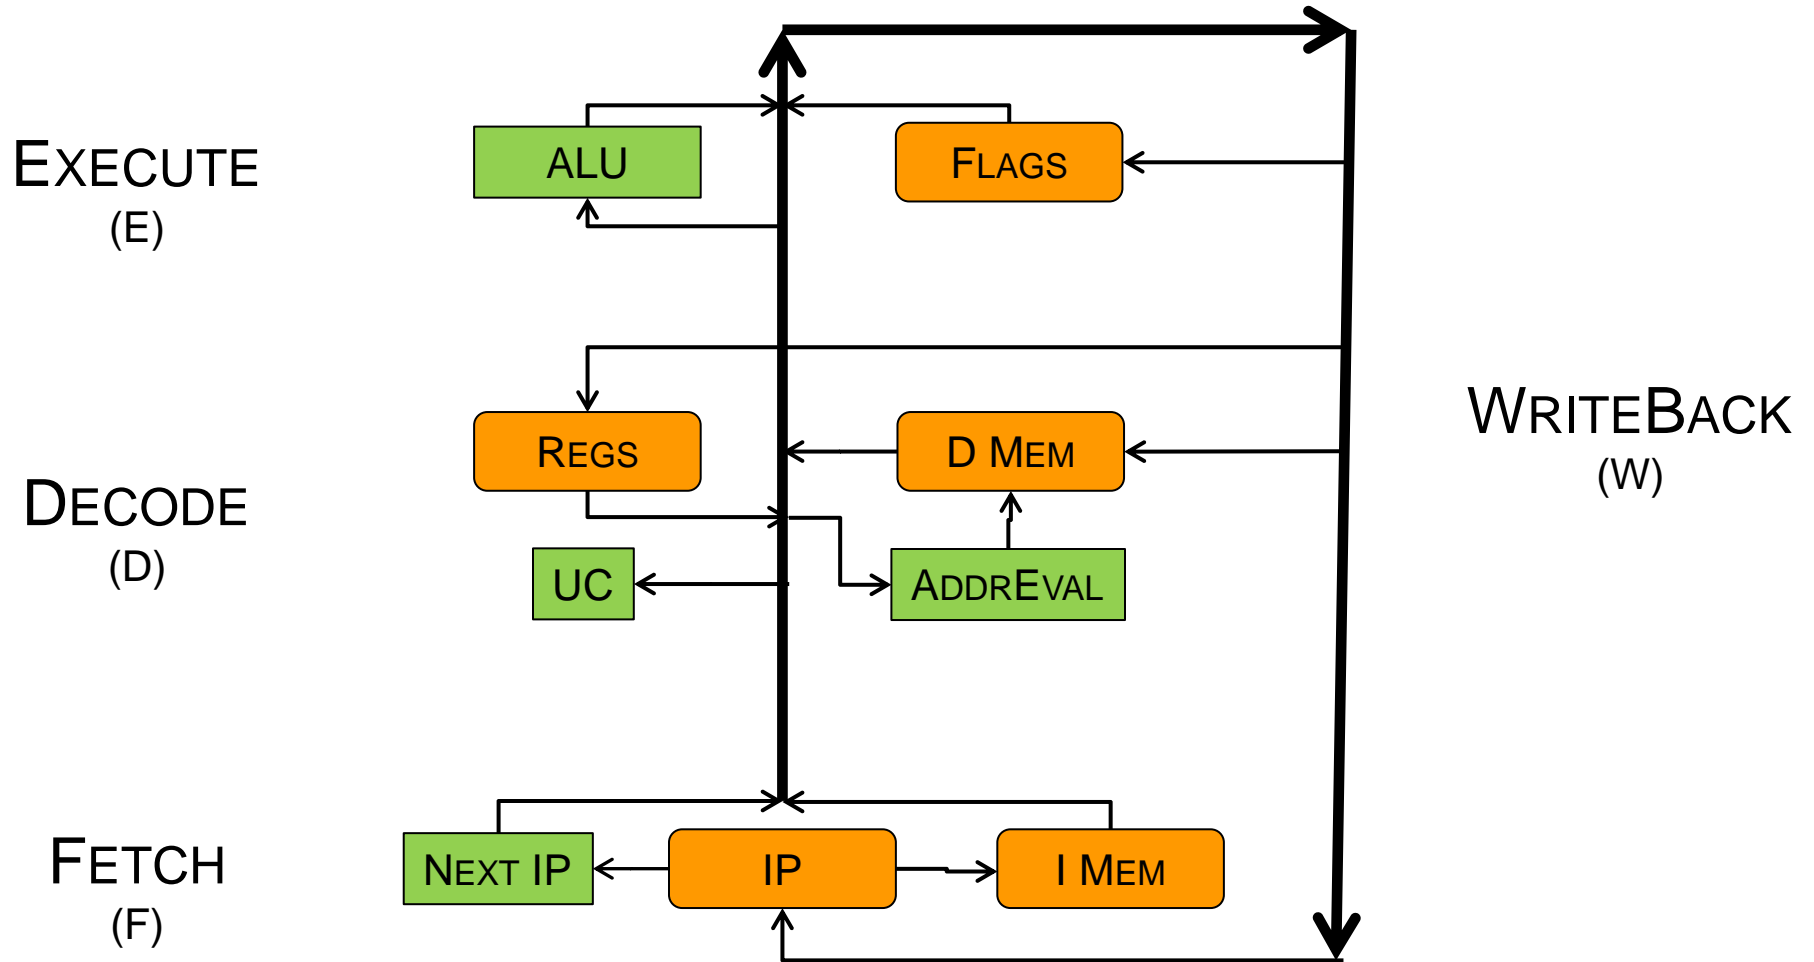 EXECUTE
(E)
ALU
FLAGS
WRITEBACK
(W)
DECODE
(D)
REGS
D MEM
UC
ADDREVAL
FETCH
(F)
NEXT IP
IP
I MEM